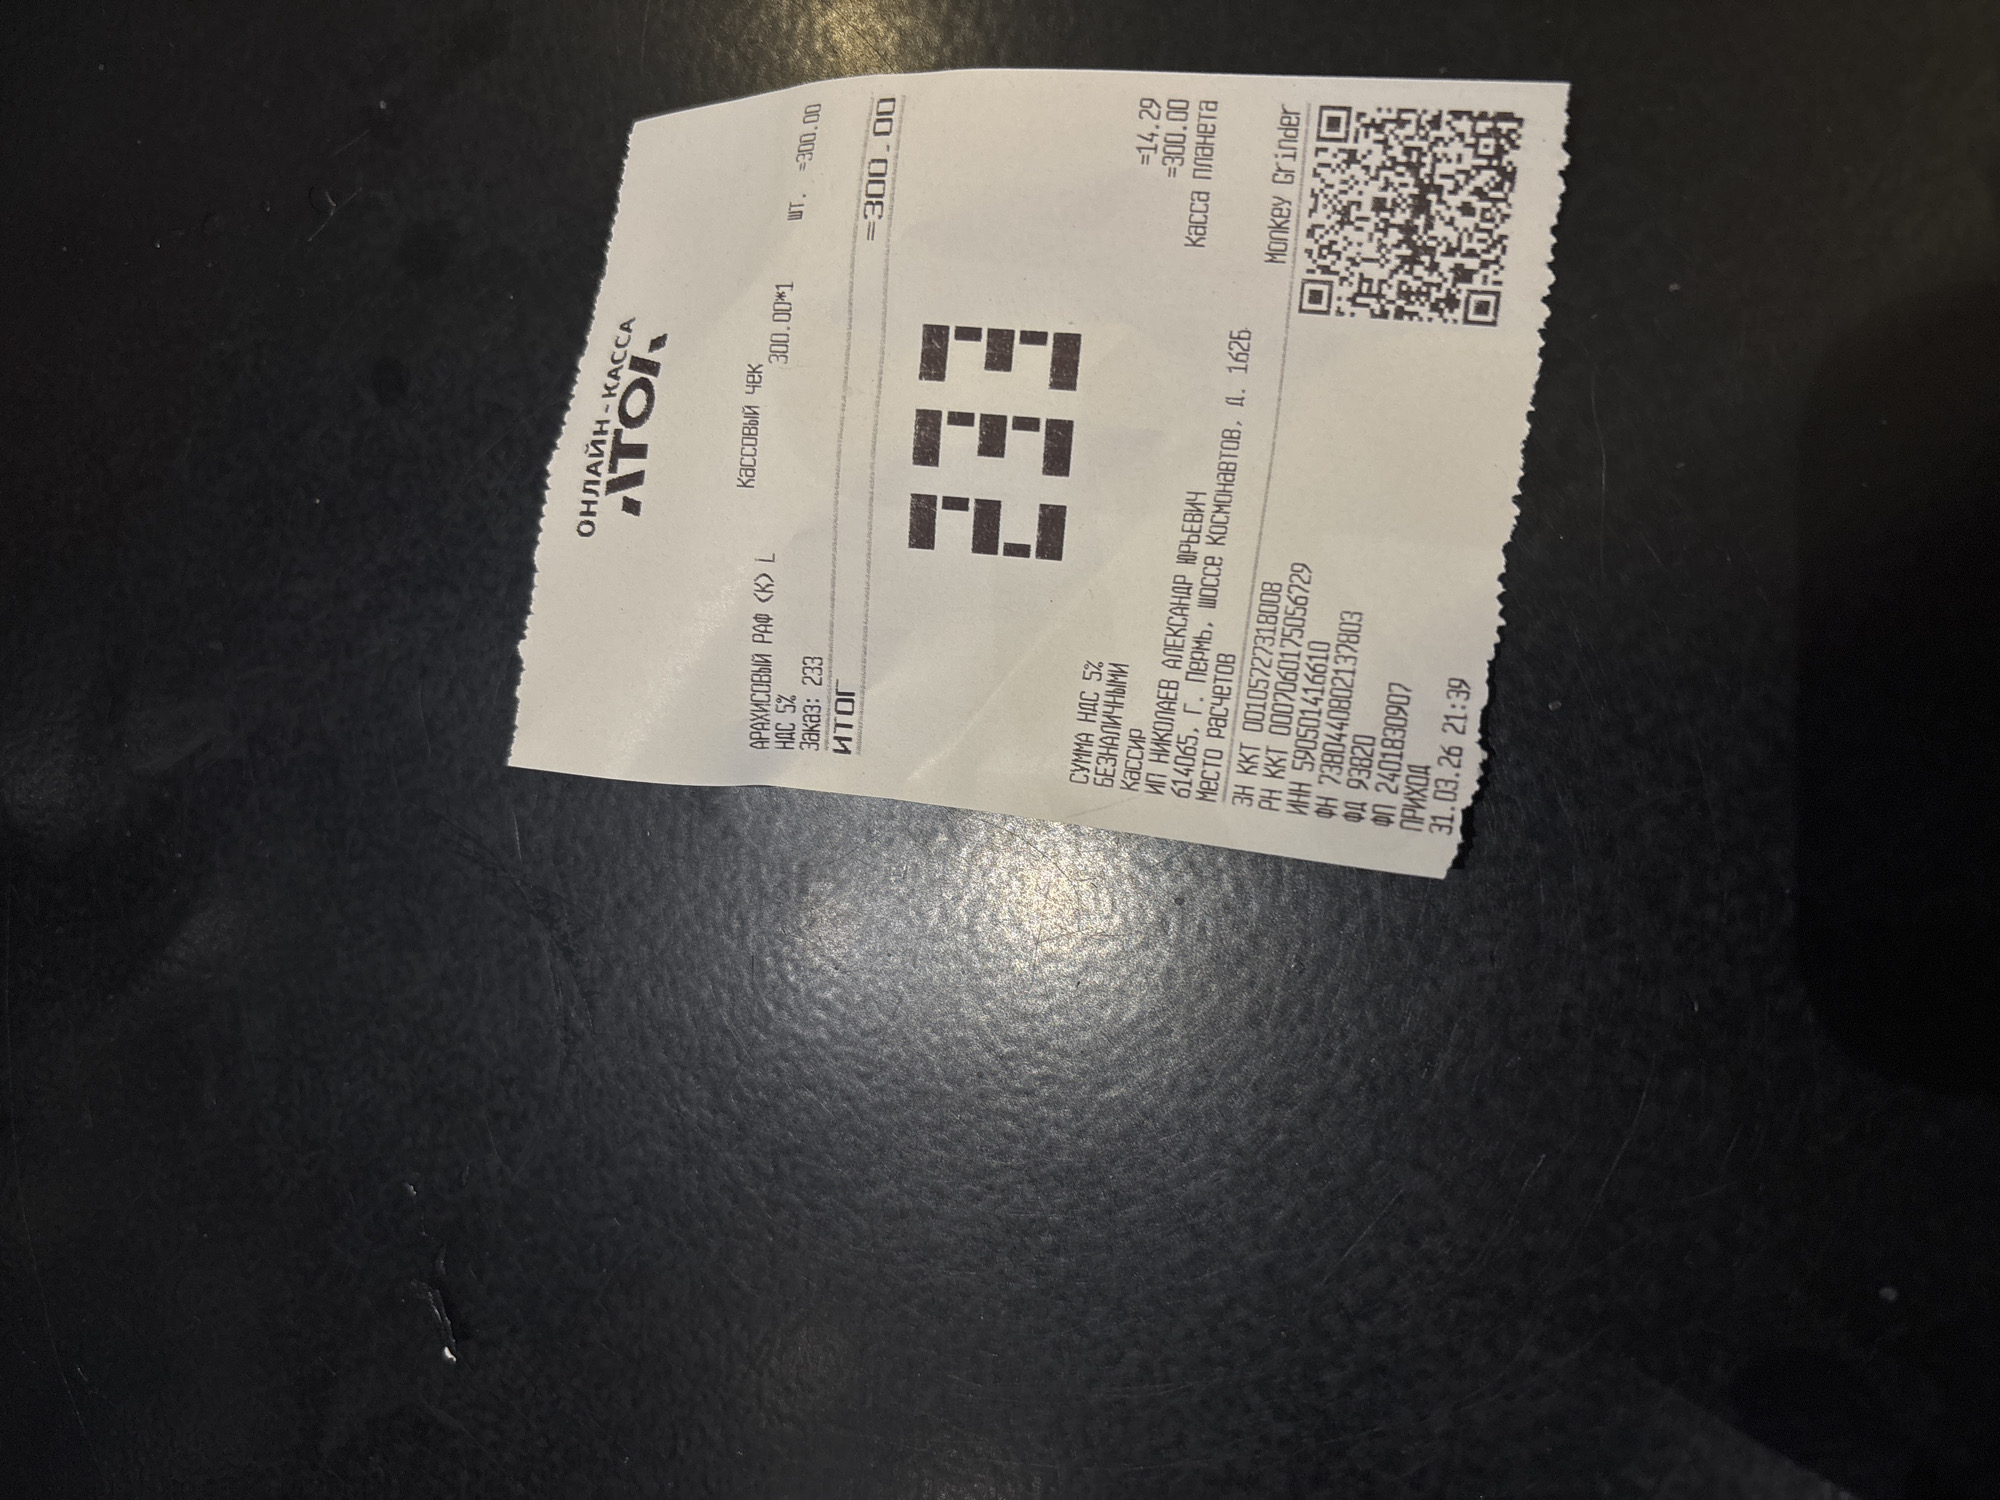 ОНЛАЙН-КАССА
АТОЛ
Кассовый чек
АРАХИСОВЫЙ РАФ (К) L
300.00*1 ШТ. =300.00
НДС 5%
Заказ: 233
ИТОГ =300.00
233
СУММА НДС 5% =14.29
БЕЗНАЛИЧНЫМИ =300.00
Кассир Касса планета
ИП НИКОЛАЕВ АЛЕКСАНДР ЮРЬЕВИЧ
614065, Г. Пермь, шоссе Космонавтов, Д. 162Б
Место расчетов Monkey Grinder
ЗН ККТ 00105727318008
РН ККТ 0007060175056729
ИНН 590501416610
ФН 7380440802137803
ФД 93820
ФП 2401830907
ПРИХОД
31.03.26 21:39